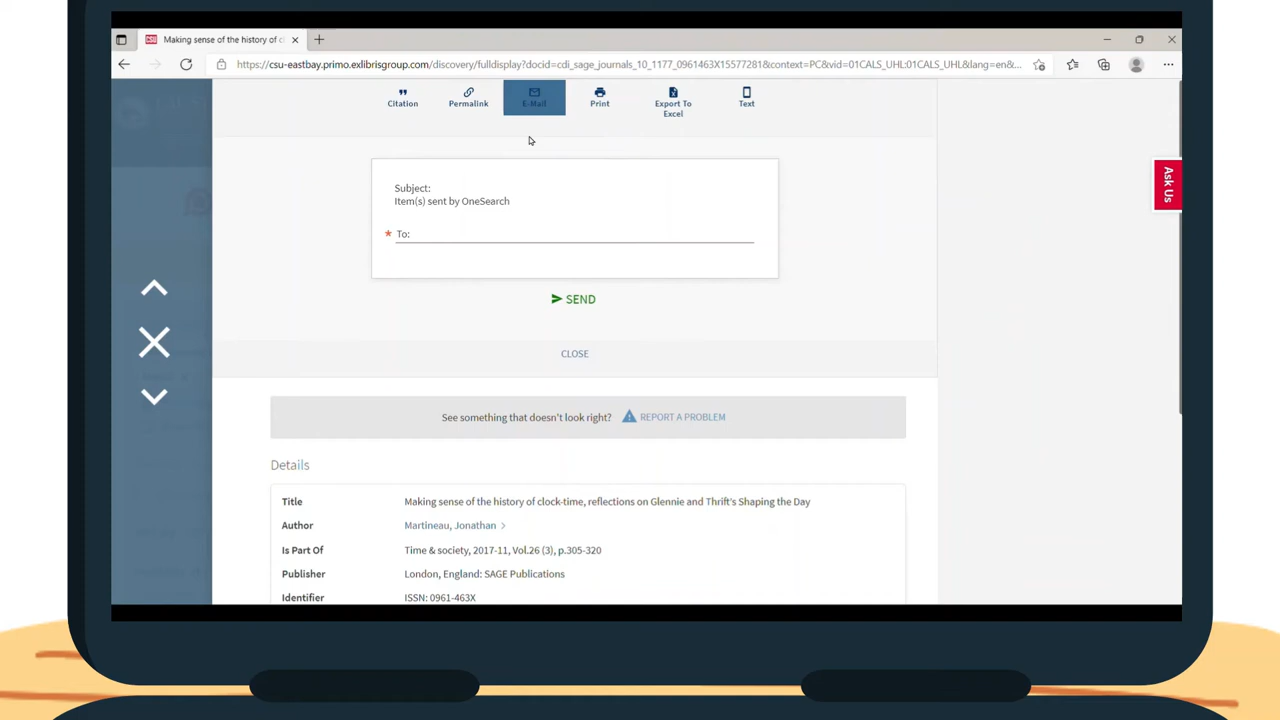 Making sense of the history of cl
https://csu-eastbay.primo.exlibrisgroup.com/discovery/fulldisplay?docid=cdi_sage_journals_10_1177_0961463X15577281&context=PC&vid=01CALS_UHL:01CALS_UHL&lang=en&...
Citation
Permalink
E-Mail
Print
Export To
Excel
Text
Ask Us
Subject:
Item(s) sent by OneSearch
* To:
SEND
CLOSE
See something that doesn't look right? REPORT A PROBLEM
Details
Title Making sense of the history of clock-time, reflections on Glennie and Thrift's Shaping the Day
Author Martineau, Jonathan
Is Part Of Time & society, 2017-11, Vol.26 (3), p.305-320
Publisher London, England: SAGE Publications
Identifier ISSN: 0961-463X